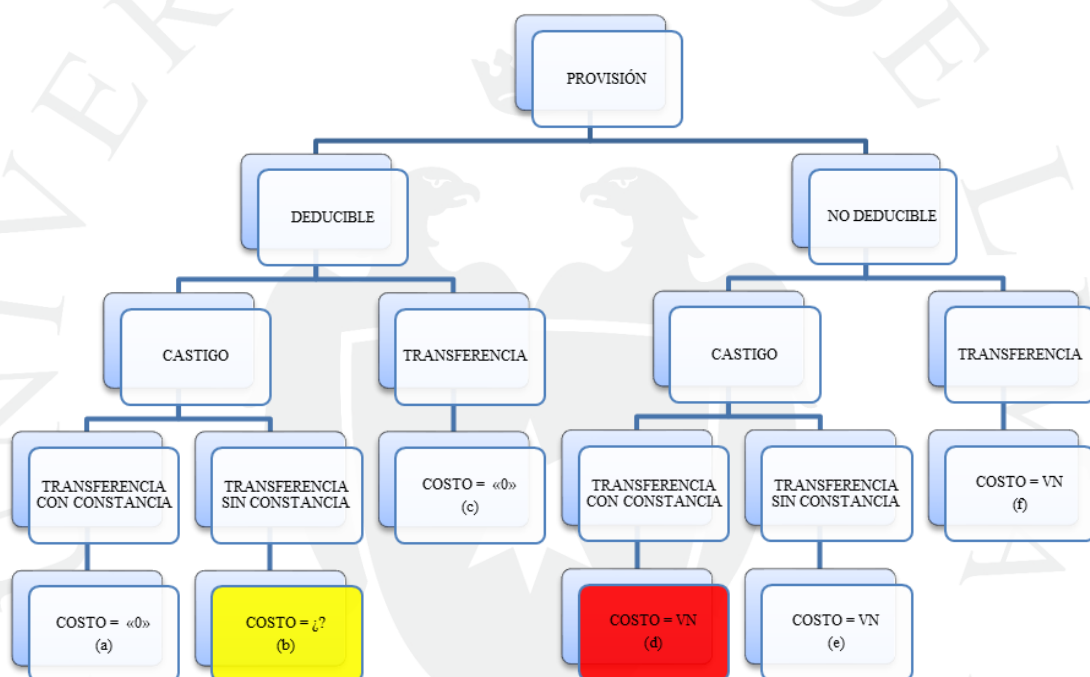 PROVISIÓN
DEDUCIBLE
NO DEDUCIBLE
CASTIGO
TRANSFERENCIA
CASTIGO
TRANSFERENCIA
TRANSFERENCIA
CON CONSTANCIA
TRANSFERENCIA
SIN CONSTANCIA
COSTO = «0»
(c)
TRANSFERENCIA
CON CONSTANCIA
TRANSFERENCIA
SIN CONSTANCIA
COSTO = VN
(f)
COSTO = «0»
(a)
COSTO = ¿?
(b)
COSTO = VN
(d)
COSTO = VN
(e)